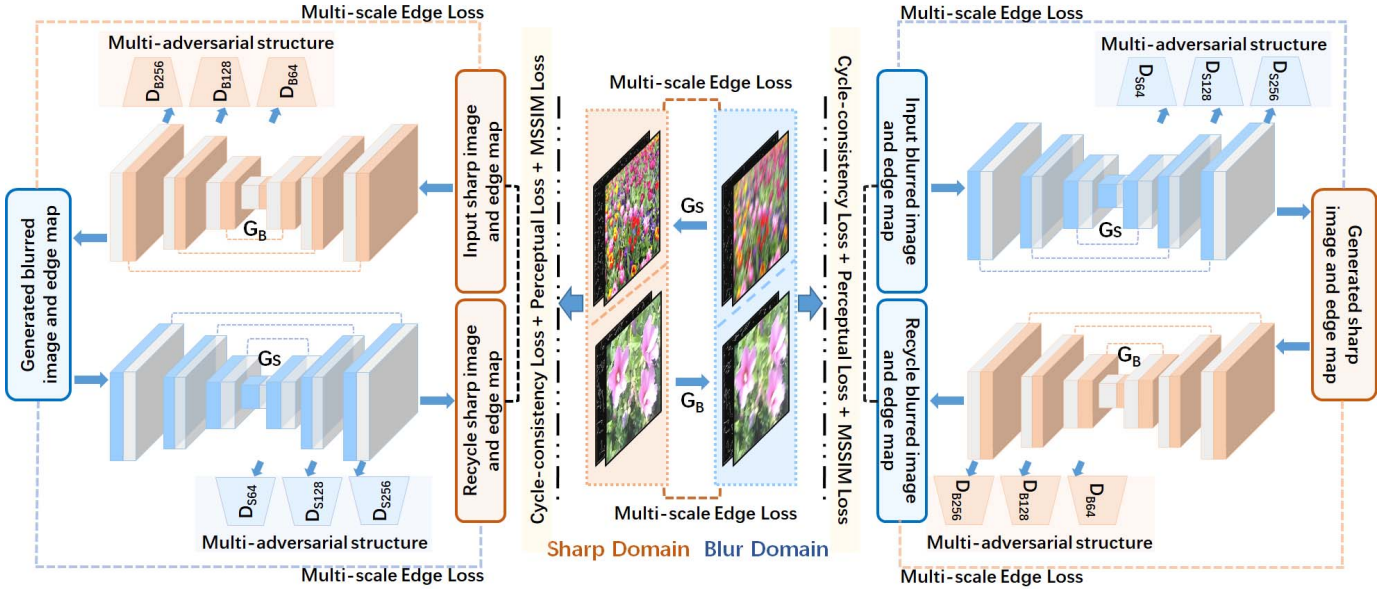 Multi-scale Edge Loss
Multi-adversarial structure
D_B256
D_B128
D_B64
G_B
Input sharp image
and edge map
Generated blurred
image and edge map
Gs
Recycle sharp image
and edge map
D_S64
D_S128
D_S256
Multi-adversarial structure
Multi-scale Edge Loss
Cycle-consistency Loss + Perceptual Loss + MSSIM Loss
Multi-scale Edge Loss
Gs
G_B
Multi-scale Edge Loss
Sharp Domain
Blur Domain
Cycle-consistency Loss + Perceptual Loss + MSSIM Loss
Multi-scale Edge Loss
Multi-adversarial structure
D_S64
D_S128
D_S256
Input blurred image
and edge map
Gs
Generated sharp
image and edge map
Recycle blurred image
and edge map
G_B
D_B256
D_B128
D_B64
Multi-adversarial structure
Multi-scale Edge Loss